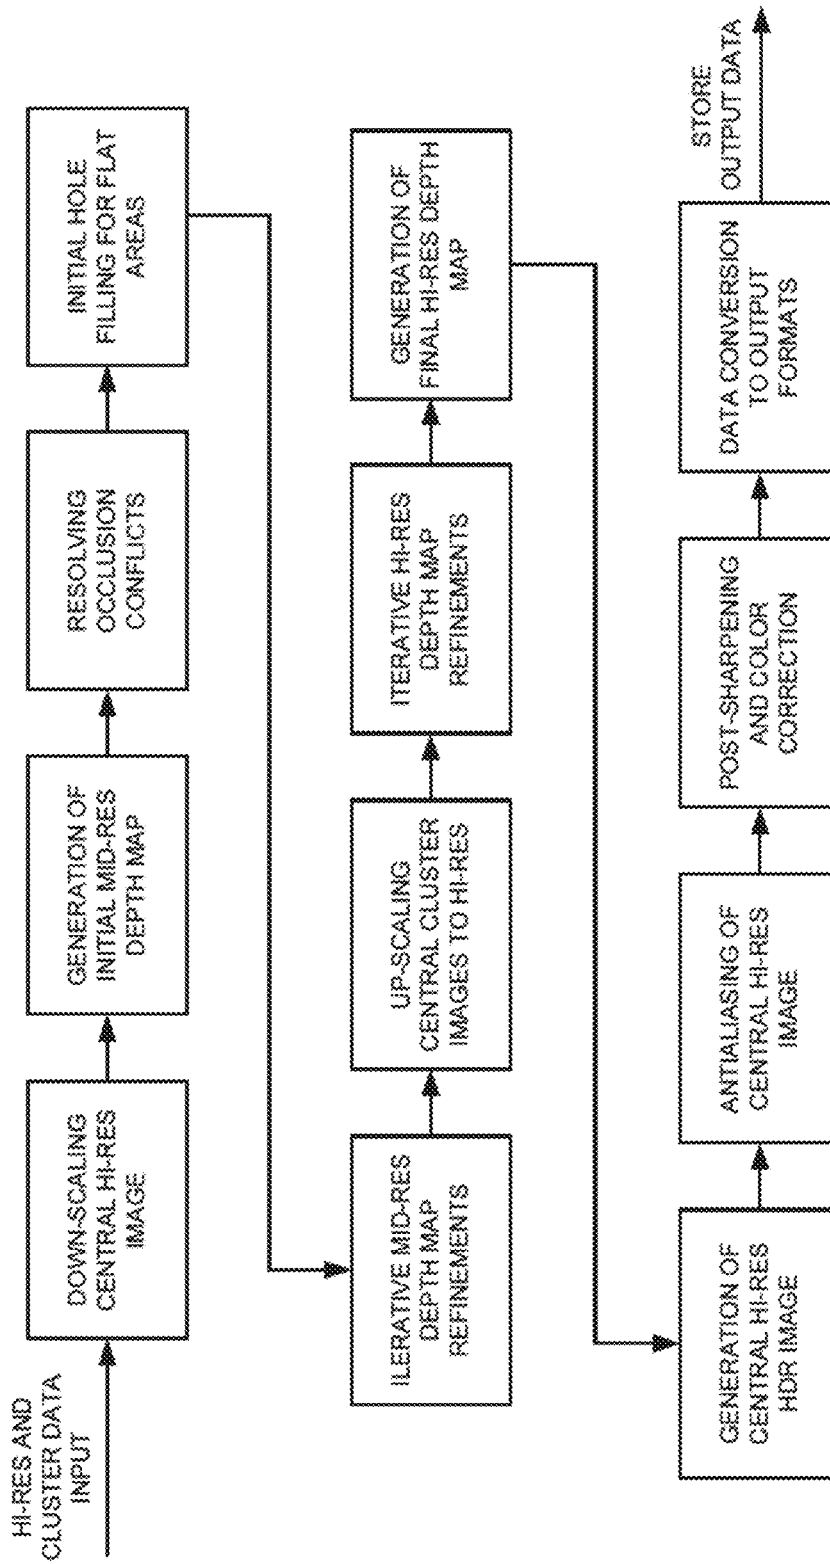 HI-RES AND
CLUSTER DATA
INPUT
DOWN-SCALING
CENTRAL HI-RES
IMAGE
GENERATION OF
INITIAL MID-RES
DEPTH MAP
RESOLVING
OCCLUSION
CONFLICTS
INITIAL HOLE
FILLING FOR FLAT
AREAS
ILERATIVE MID-RES
DEPTH MAP
REFINEMENTS
UP-SCALING
CENTRAL CLUSTER
IMAGES TO HI-RES
ITERATIVE HI-RES
DEPTH MAP
REFINEMENTS
GENERATION OF
FINAL HI-RES DEPTH
MAP
GENERATION OF
CENTRAL HI-RES
HDR IMAGE
ANTIALIASING OF
CENTRAL HI-RES
IMAGE
POST-SHARPENING
AND COLOR
CORRECTION
DATA CONVERSION
TO OUTPUT
FORMATS
STORE
OUTPUT DATA